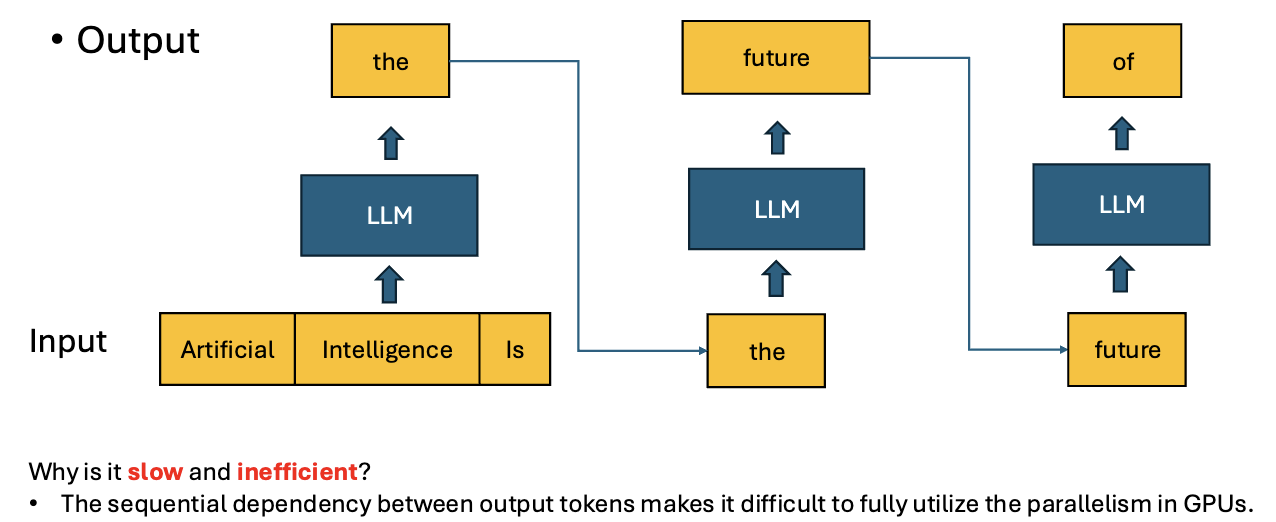 • Output
the
future
of
LLM
LLM
LLM
Input
Artificial
Intelligence
Is
the
future
Why is it slow and inefficient?
• The sequential dependency between output tokens makes it difficult to fully utilize the parallelism in GPUs.